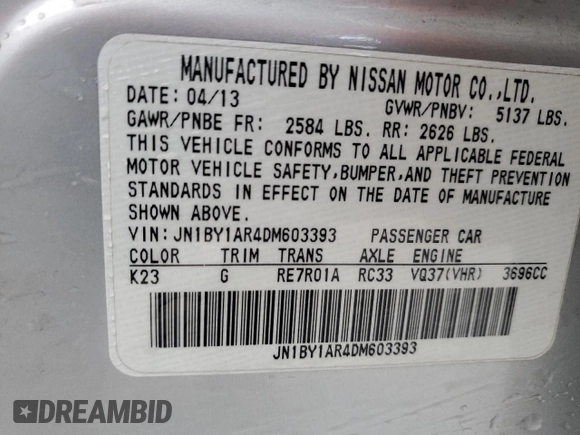 MANUFACTURED BY NISSAN MOTOR CO.,LTD.
DATE: 04/13 GVWR/PNBV: 5137 LBS.
GAWR/PNBE FR: 2584 LBS. RR: 2626 LBS.
THIS VEHICLE CONFORMS TO ALL APPLICABLE FEDERAL
MOTOR VEHICLE SAFETY,BUMPER,AND THEFT PREVENTION
STANDARDS IN EFFECT ON THE DATE OF MANUFACTURE
SHOWN ABOVE.
VIN: JN1BY1AR4DM603393 PASSENGER CAR
COLOR TRIM TRANS AXLE ENGINE
K23 G RE7R01A RC33 VQ37(VHR) 3696CC
JN1BY1AR4DM603393
DREAMBID